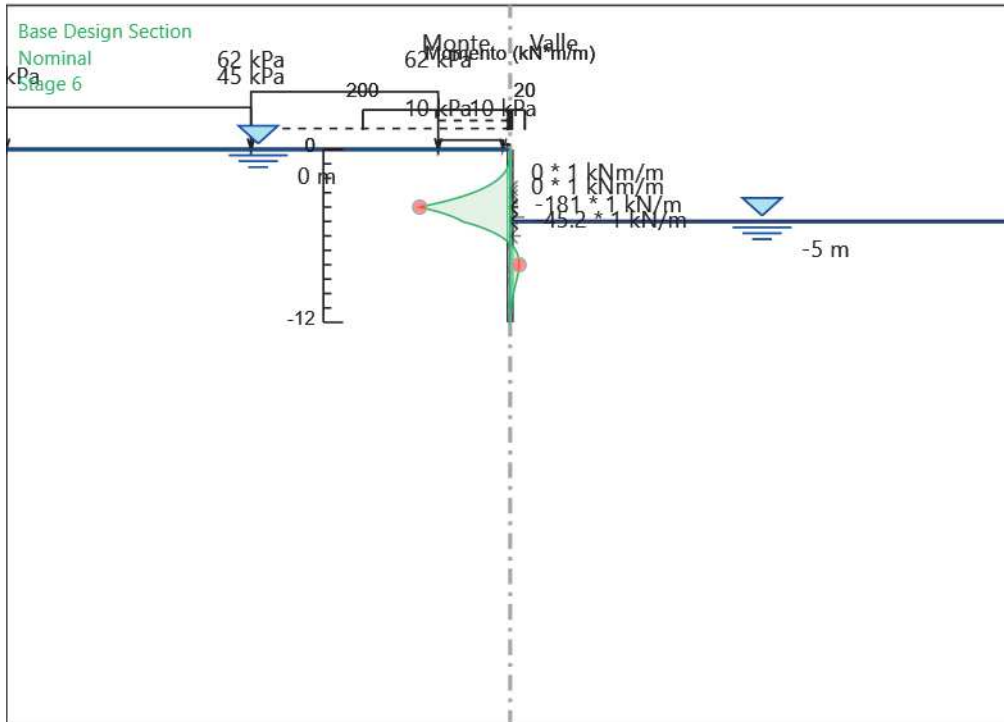 Base Design Section
Nominal
Stage 6
kPa
62 kPa
45 kPa
Monte
Valle
Momento (kN*m/m)
62 kPa
200
20
10 kPa
10 kPa
0
0 m
0 * 1 kNm/m
0 * 1 kNm/m
-181 * 1 kN/m
-45.2 * 1 kN/m
-5 m
-12